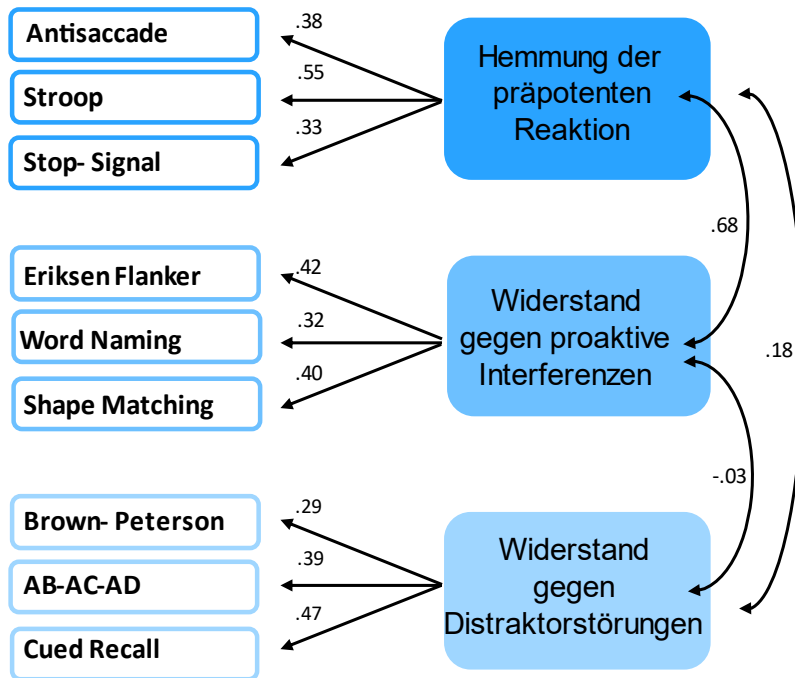 Antisaccade
Stroop
Stop- Signal
.38
.55
.33
Hemmung der
präpotenten
Reaktion
Eriksen Flanker
Word Naming
Shape Matching
.42
.32
.40
Widerstand
gegen proaktive
Interferenzen
.68
.18
-.03
Brown- Peterson
AB-AC-AD
Cued Recall
.29
.39
.47
Widerstand
gegen
Distraktorstörungen